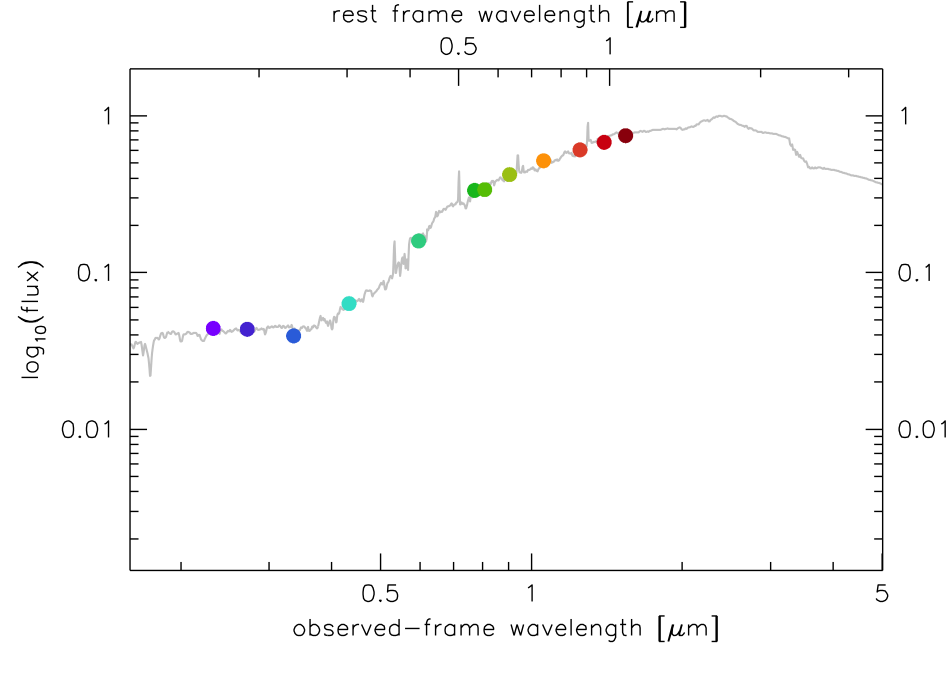 rest frame wavelength [μm]
0.5 1
1 1
0.1 0.1
0.01 0.01
log10(flux)
0.5 1 5
observed-frame wavelength [μm]